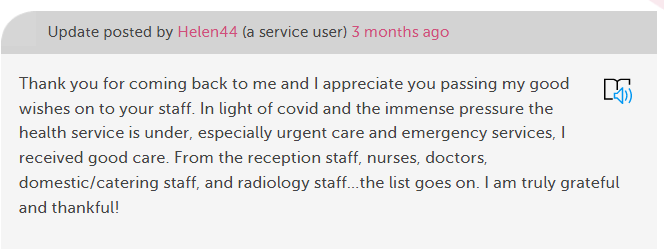 Update posted by Helen44 (a service user) 3 months ago
Thank you for coming back to me and I appreciate you passing my good
wishes on to your staff. In light of covid and the immense pressure the
health service is under, especially urgent care and emergency services, I
received good care. From the reception staff, nurses, doctors,
domestic/catering staff, and radiology staff...the list goes on. I am truly grateful
and thankful!